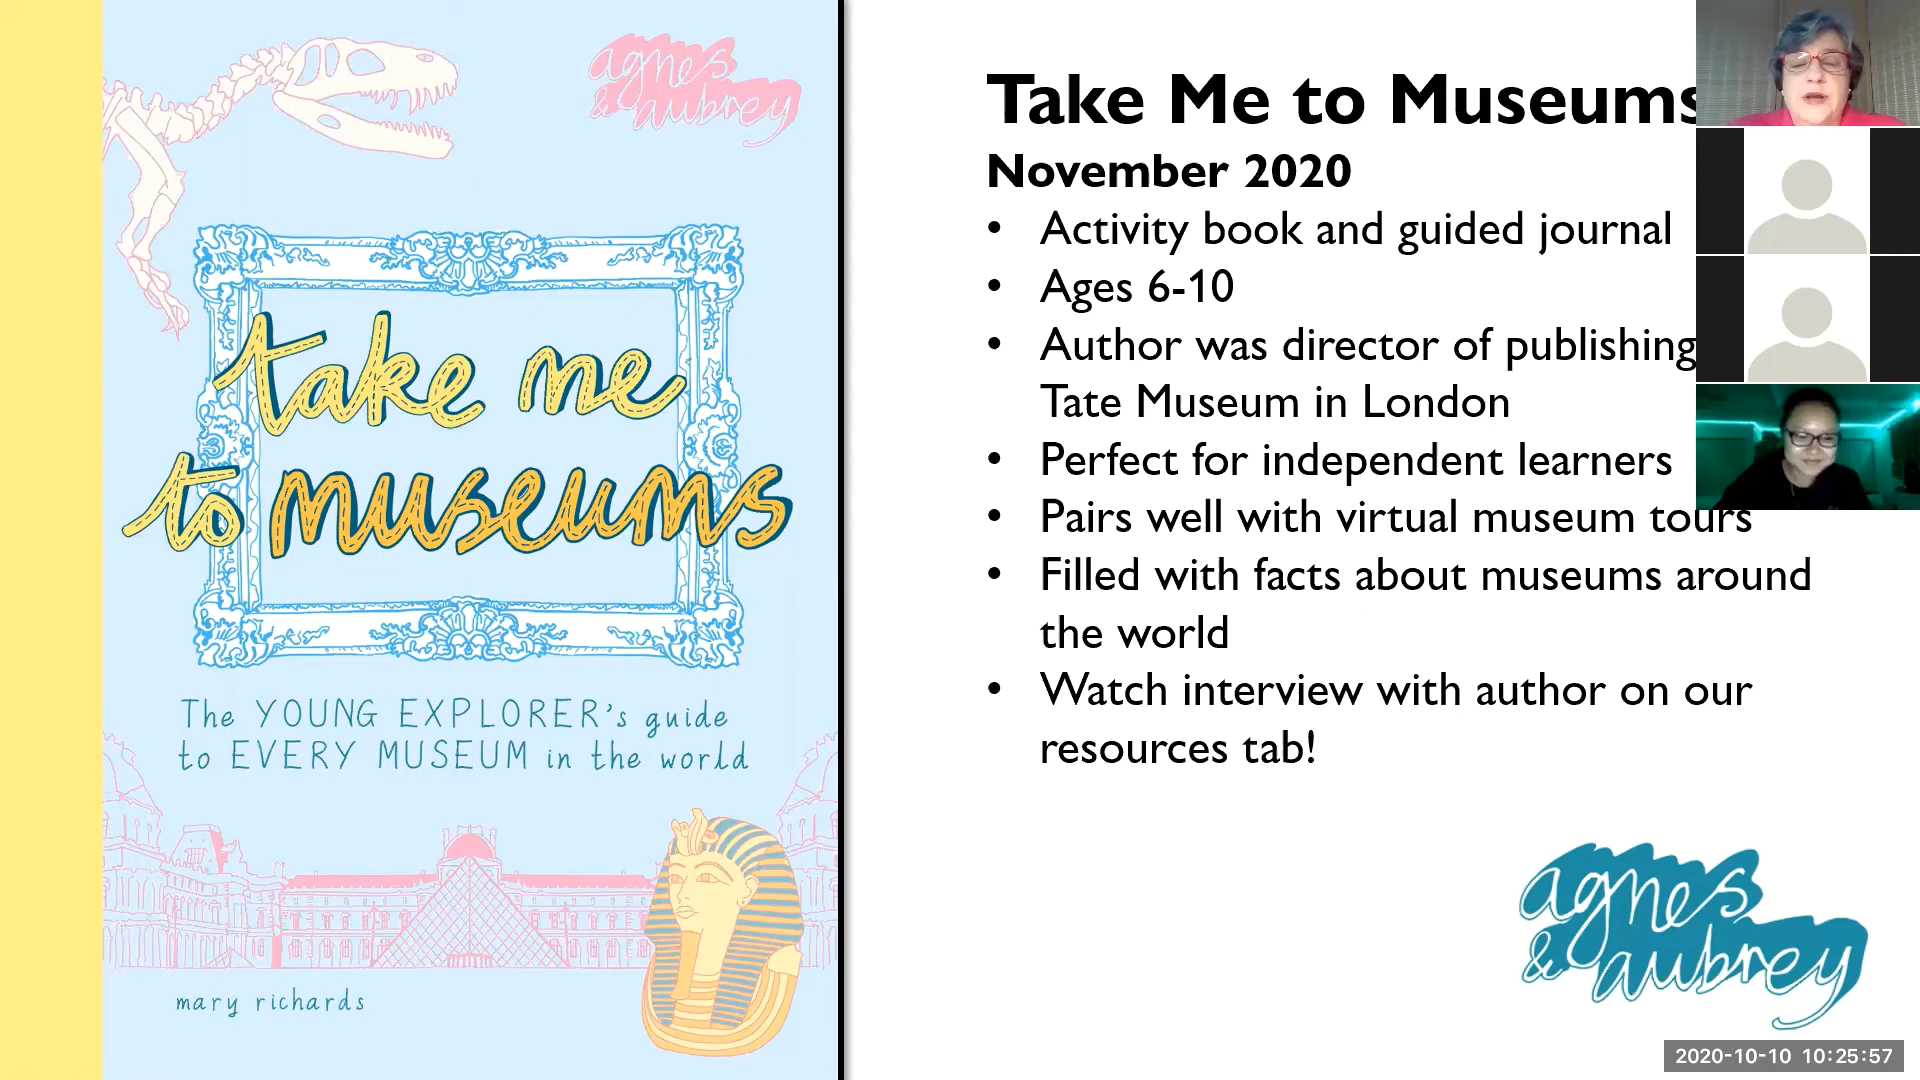 agnes
& aubrey
take me
to museums
The YOUNG EXPLORER's guide
to EVERY MUSEUM in the world
mary richards
Take Me to Museums
November 2020
• Activity book and guided journal
• Ages 6-10
• Author was director of publishing
Tate Museum in London
• Perfect for independent learners
• Pairs well with virtual museum tours
• Filled with facts about museums around
the world
• Watch interview with author on our
resources tab!
agnes
& aubrey
2020-10-10 10:25:57